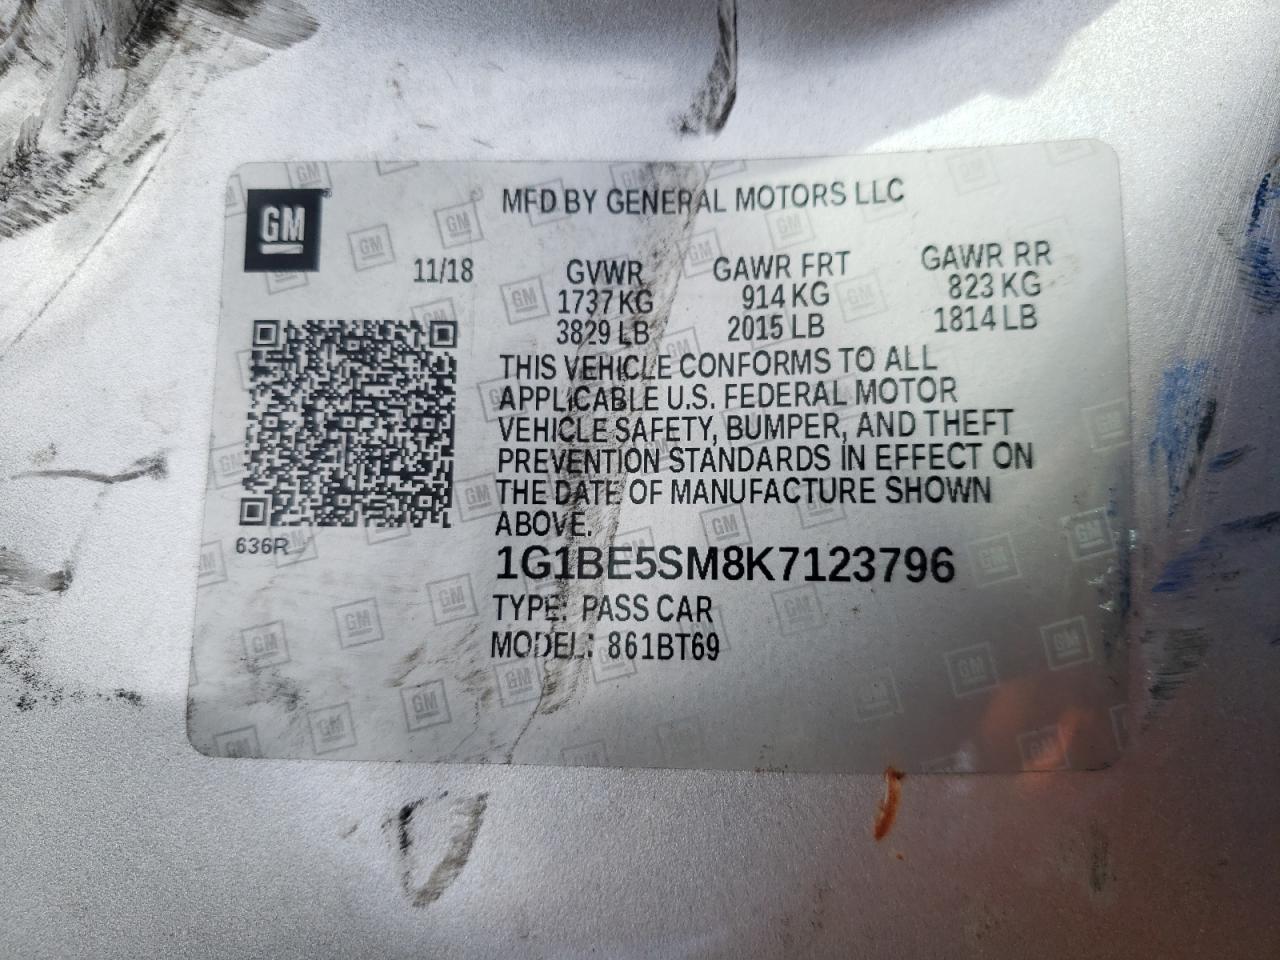 GM
MFD BY GENERAL MOTORS LLC
11/18 GVWR GAWR FRT GAWR RR
1737 KG 914 KG 823 KG
3829 LB 2015 LB 1814 LB
THIS VEHICLE CONFORMS TO ALL
APPLICABLE U.S. FEDERAL MOTOR
VEHICLE SAFETY, BUMPER, AND THEFT
PREVENTION STANDARDS IN EFFECT ON
THE DATE OF MANUFACTURE SHOWN
ABOVE.
636R
1G1BE5SM8K7123796
TYPE: PASS CAR
MODEL: 861BT69